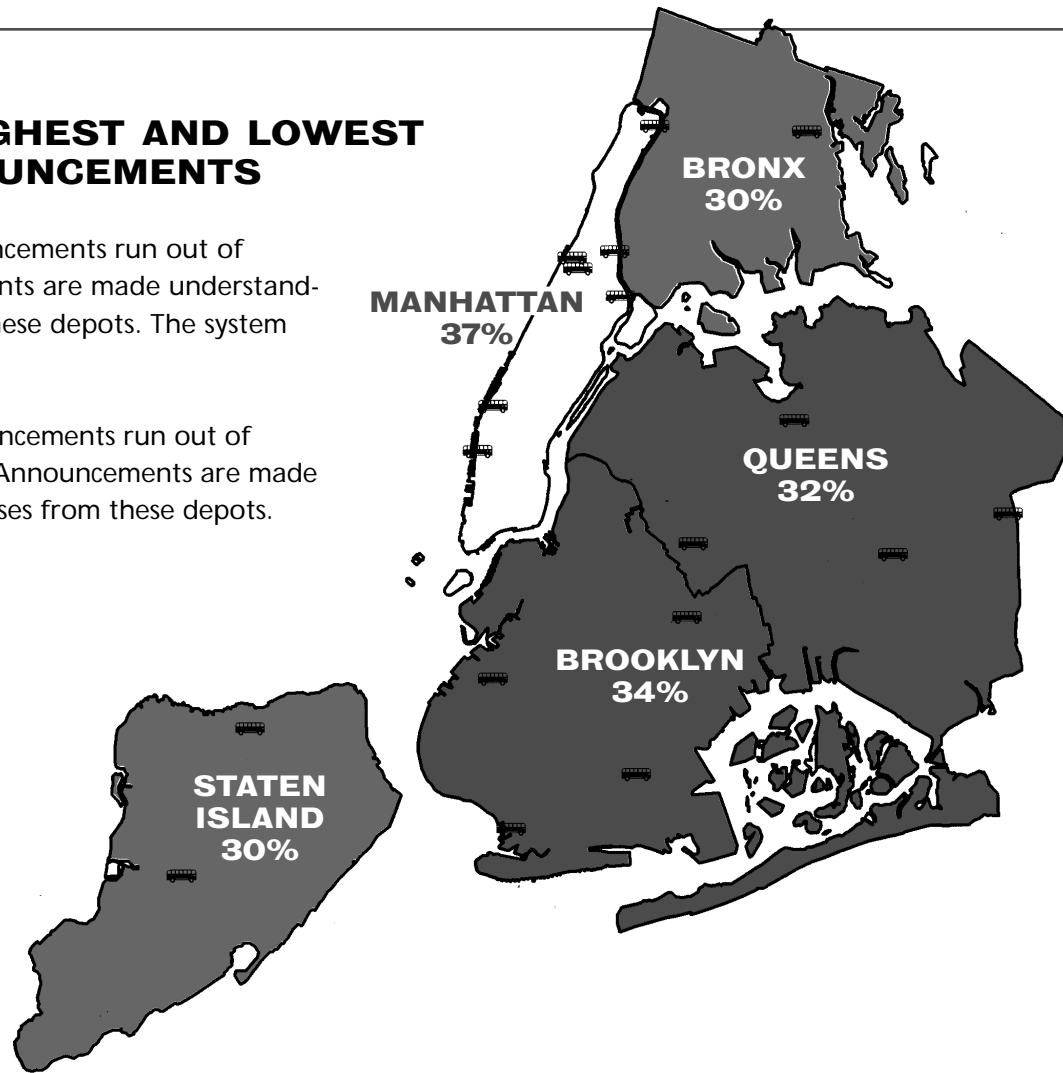 GHEST AND LOWEST
UNCEMENTS
ncements run out of
nts are made understand-
hese depots. The system
ncements run out of
Announcements are made
ses from these depots.
BRONX
30%
MANHATTAN
37%
QUEENS
32%
BROOKLYN
34%
STATEN
ISLAND
30%